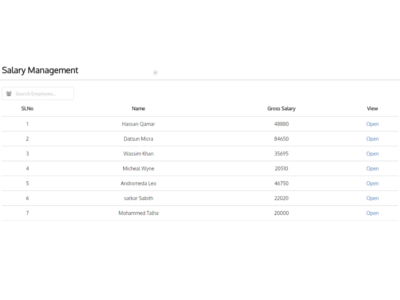 Salary Management
Search Employee...
Sl.No Name Gross Salary View
1 Hassan Qamar 48880 Open
2 Datsun Micra 84650 Open
3 Wassim Khan 35695 Open
4 Micheal Wyne 20510 Open
5 Andromeda Leo 46750 Open
6 sarkar Sabith 22020 Open
7 Mohammed Talha 20000 Open